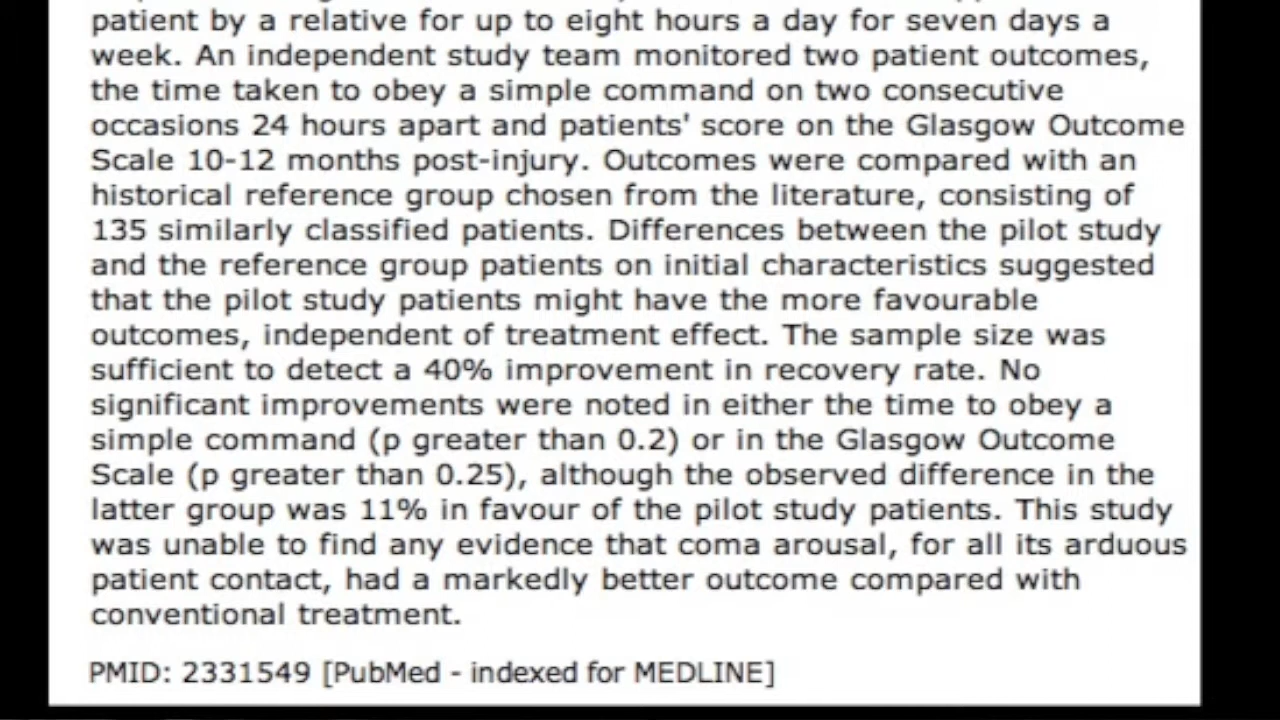 patient by a relative for up to eight hours a day for seven days a
week. An independent study team monitored two patient outcomes,
the time taken to obey a simple command on two consecutive
occasions 24 hours apart and patients' score on the Glasgow Outcome
Scale 10-12 months post-injury. Outcomes were compared with an
historical reference group chosen from the literature, consisting of
135 similarly classified patients. Differences between the pilot study
and the reference group patients on initial characteristics suggested
that the pilot study patients might have the more favourable
outcomes, independent of treatment effect. The sample size was
sufficient to detect a 40% improvement in recovery rate. No
significant improvements were noted in either the time to obey a
simple command (p greater than 0.2) or in the Glasgow Outcome
Scale (p greater than 0.25), although the observed difference in the
latter group was 11% in favour of the pilot study patients. This study
was unable to find any evidence that coma arousal, for all its arduous
patient contact, had a markedly better outcome compared with
conventional treatment.
PMID: 2331549 [PubMed - indexed for MEDLINE]